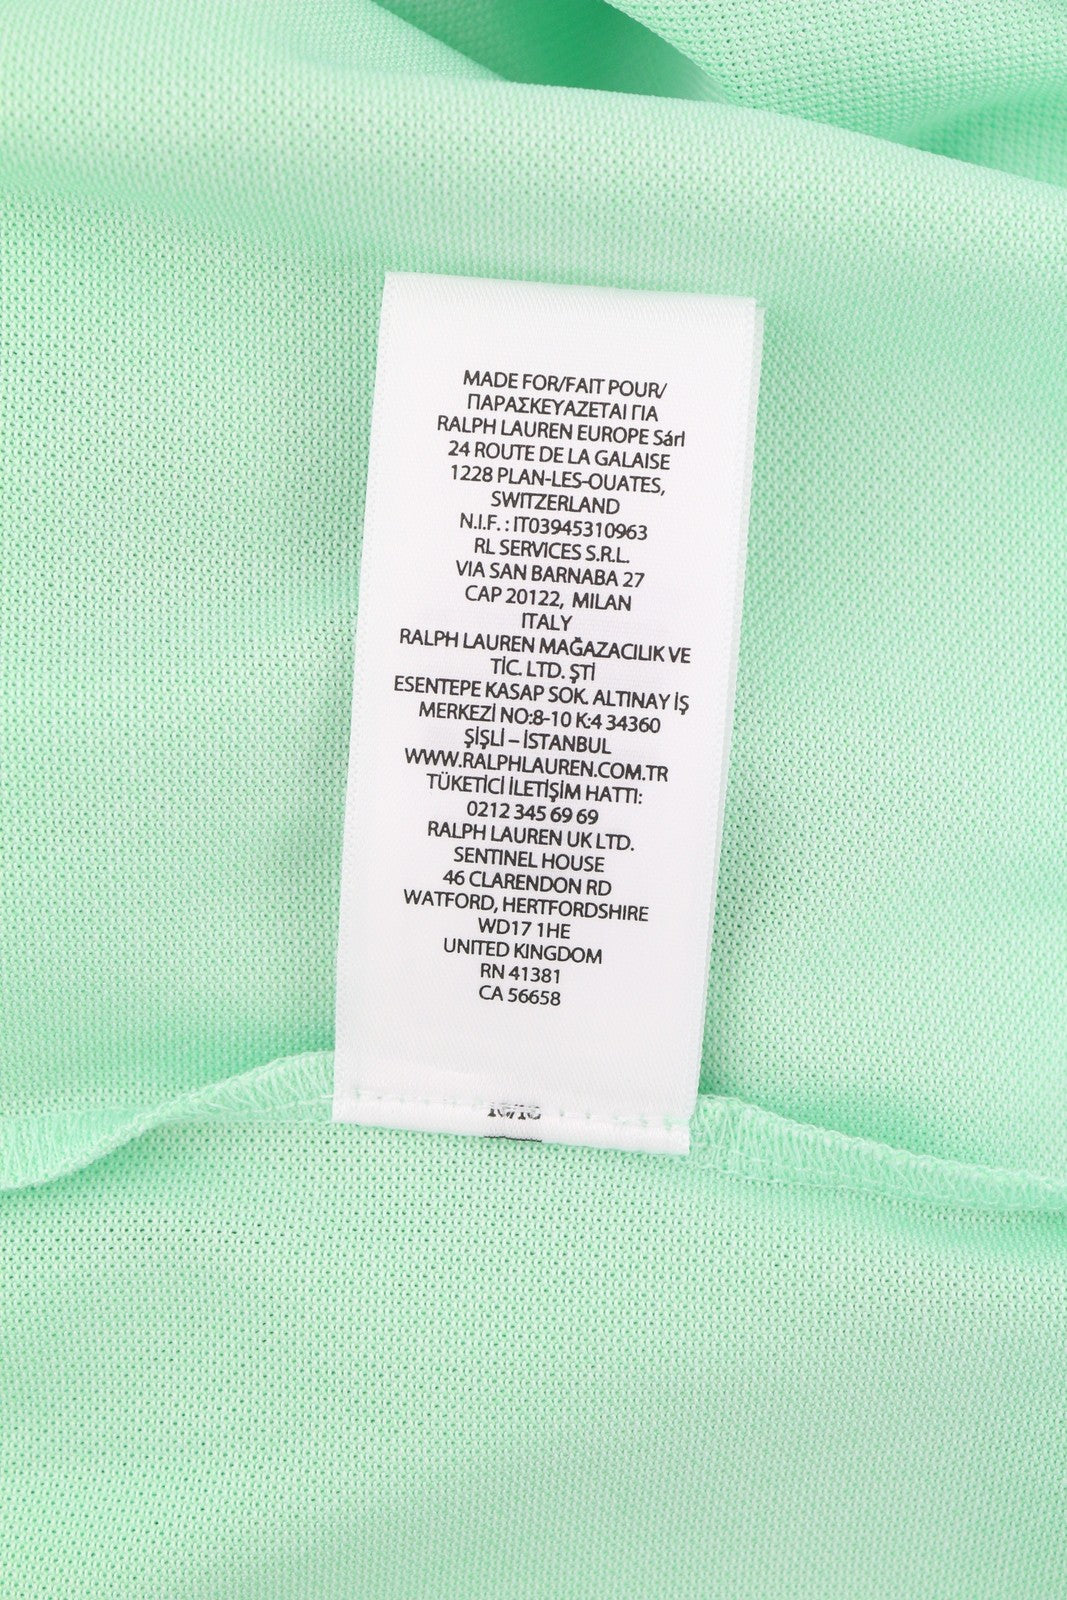 MADE FOR/FAIT POUR/
ΠΑΡΑΣΚΕΥΑΖΕΤΑΙ ΓΙΑ
RALPH LAUREN EUROPE Sárl
24 ROUTE DE LA GALAISE
1228 PLAN-LES-OUATES,
SWITZERLAND
N.I.F. : IT03945310963
RL SERVICES S.R.L.
VIA SAN BARNABA 27
CAP 20122, MILAN
ITALY
RALPH LAUREN MAĞAZACILIK VE
TİC. LTD. ŞTİ
ESENTEPE KASAP SOK. ALTINAY İŞ
MERKEZİ NO:8-10 K:4 34360
ŞİŞLİ – İSTANBUL
WWW.RALPHLAUREN.COM.TR
TÜKETİCİ İLETİŞİM HATTI:
0212 345 69 69
RALPH LAUREN UK LTD.
SENTINEL HOUSE
46 CLARENDON RD
WATFORD, HERTFORDSHIRE
WD17 1HE
UNITED KINGDOM
RN 41381
CA 56658